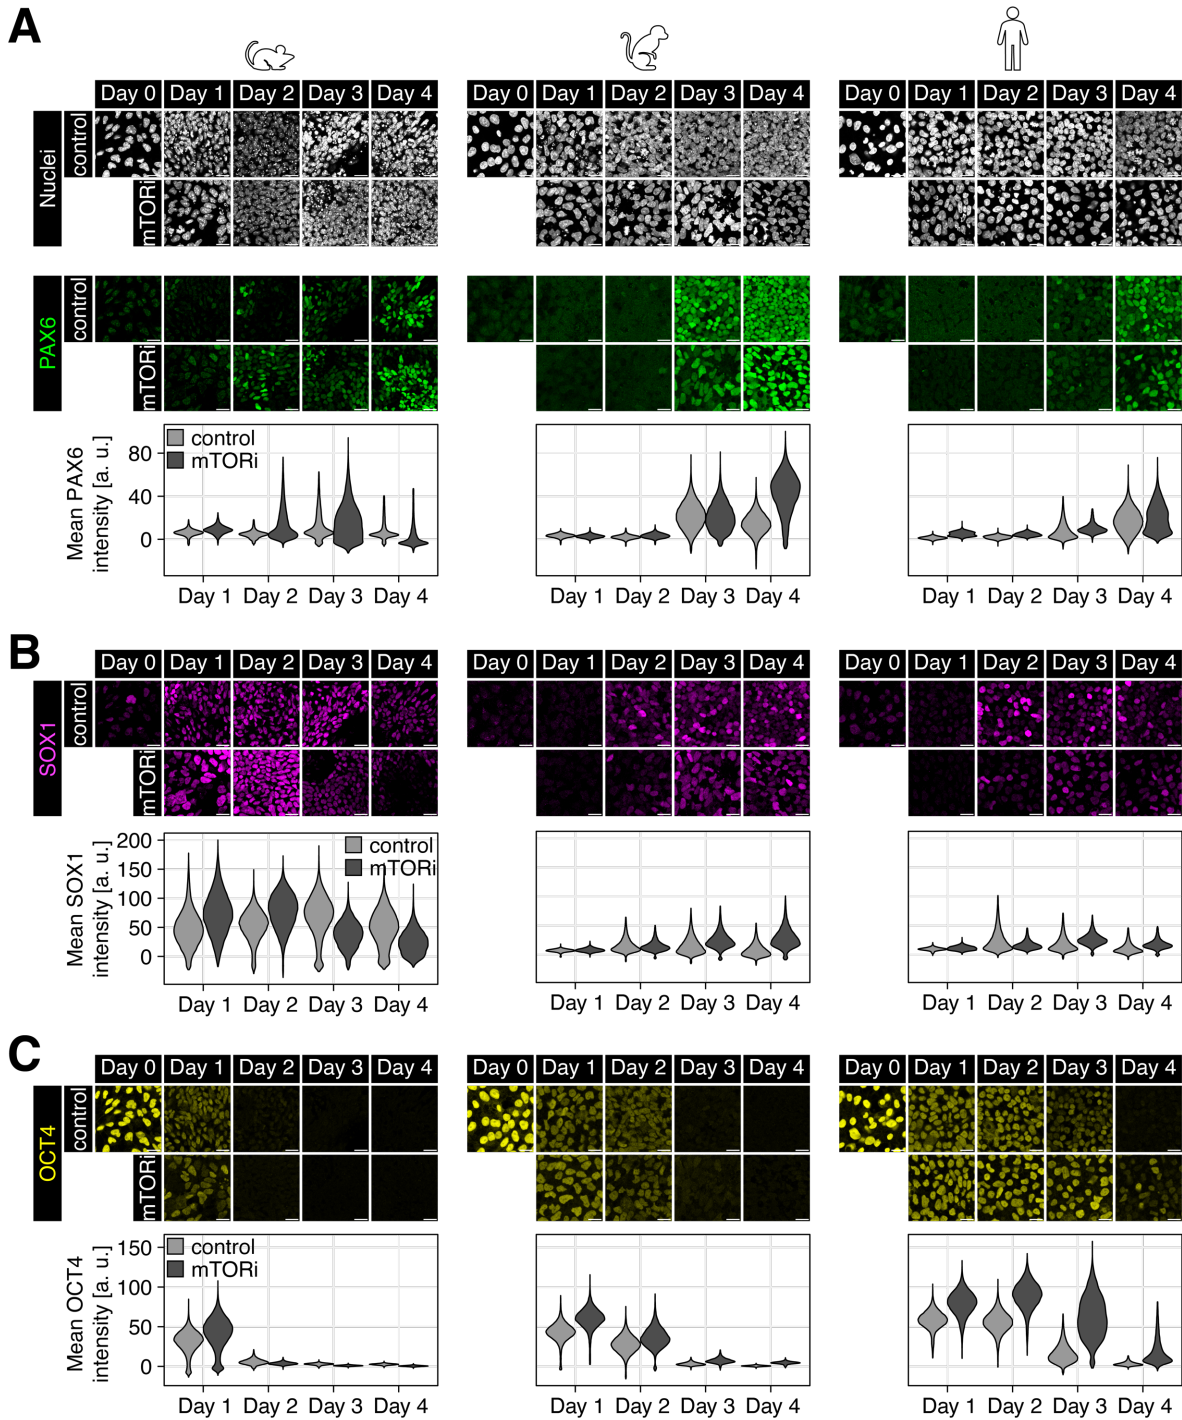 A
Day 0 Day 1 Day 2 Day 3 Day 4 Day 0 Day 1 Day 2 Day 3 Day 4 Day 0 Day 1 Day 2 Day 3 Day 4
Nuclei
control
mTORi
PAX6
control
mTORi
Mean PAX6
intensity [a. u.]
80
40
0
control
mTORi
Day 1 Day 2 Day 3 Day 4 Day 1 Day 2 Day 3 Day 4 Day 1 Day 2 Day 3 Day 4
B
Day 0 Day 1 Day 2 Day 3 Day 4 Day 0 Day 1 Day 2 Day 3 Day 4 Day 0 Day 1 Day 2 Day 3 Day 4
SOX1
control
mTORi
Mean SOX1
intensity [a. u.]
200
150
100
50
0
control
mTORi
Day 1 Day 2 Day 3 Day 4 Day 1 Day 2 Day 3 Day 4 Day 1 Day 2 Day 3 Day 4
C
Day 0 Day 1 Day 2 Day 3 Day 4 Day 0 Day 1 Day 2 Day 3 Day 4 Day 0 Day 1 Day 2 Day 3 Day 4
OCT4
control
mTORi
Mean OCT4
intensity [a. u.]
150
100
50
0
control
mTORi
Day 1 Day 2 Day 3 Day 4 Day 1 Day 2 Day 3 Day 4 Day 1 Day 2 Day 3 Day 4